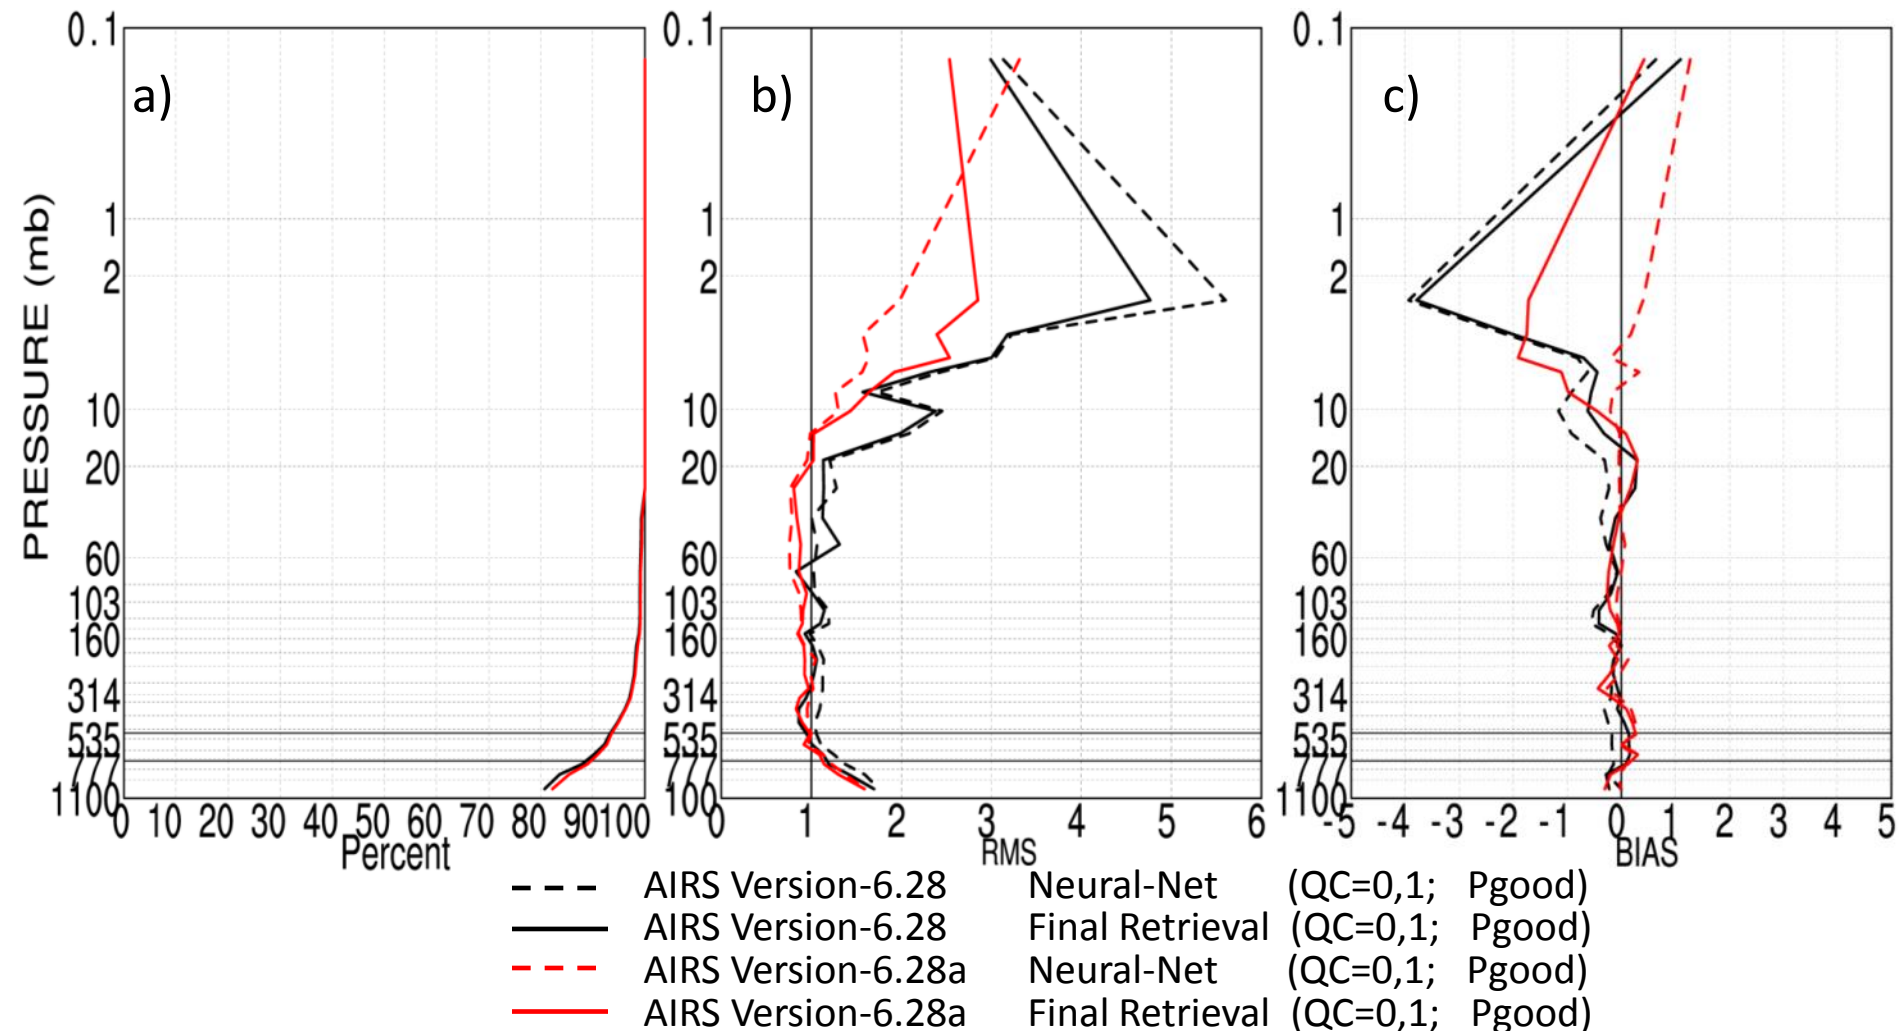 a)
b)
c)
PRESSURE (mb)
0.1
1
2
10
20
60
103
160
314
535
777
1100
0 10 20 30 40 50 60 70 80 90100
Percent
0.1
1
2
10
20
60
103
160
314
535
777
100
0 1 2 3 4 5 6
RMS
0.1
1
2
10
20
60
103
160
314
535
777
1100
-5 -4 -3 -2 -1 0 1 2 3 4 5
BIAS
AIRS Version-6.28 Neural-Net (QC=0,1; Pgood)
AIRS Version-6.28 Final Retrieval (QC=0,1; Pgood)
AIRS Version-6.28a Neural-Net (QC=0,1; Pgood)
AIRS Version-6.28a Final Retrieval (QC=0,1; Pgood)